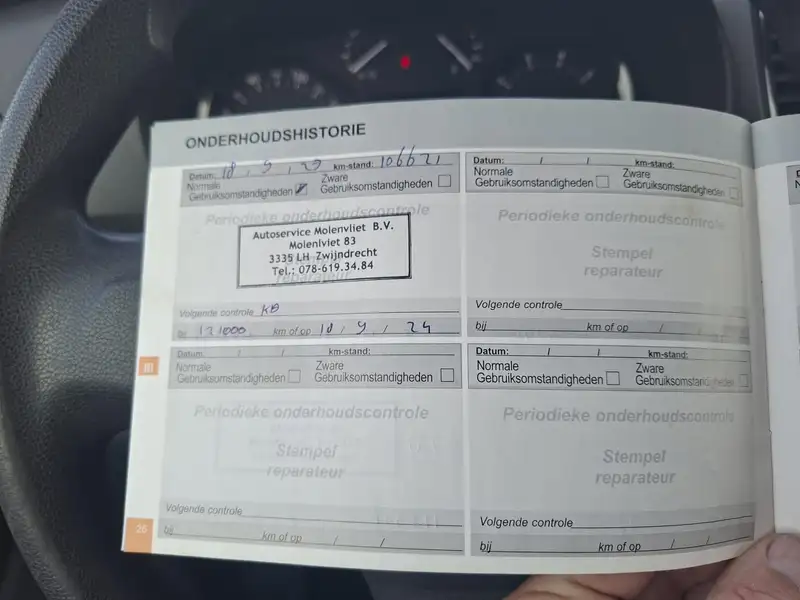 ONDERHOUDSHISTORIE
Datum: 18 , 9 , 23 km-stand: 106621
Normale Gebruiksomstandigheden
Zware Gebruiksomstandigheden
Periodieke onderhoudscontrole
Autoservice Molenvliet B.V.
Molenlviet 83
3335 LH Zwijndrecht
Tel.: 078-619.34.84
Volgende controle KB
bij 121000 km of op 18 / 9 / 24
Datum: / / km-stand:
Normale Gebruiksomstandigheden
Zware Gebruiksomstandigheden
Periodieke onderhoudscontrole
Stempel
reparateur
Volgende controle
bij km of op / /
Datum: / / km-stand:
Normale Gebruiksomstandigheden
Zware Gebruiksomstandigheden
Periodieke onderhoudscontrole
Stempel
reparateur
Volgende controle
bij km of op / /
Datum: / / km-stand:
Normale Gebruiksomstandigheden
Zware Gebruiksomstandigheden
Periodieke onderhoudscontrole
Stempel
reparateur
Volgende controle
bij km of op / /
26